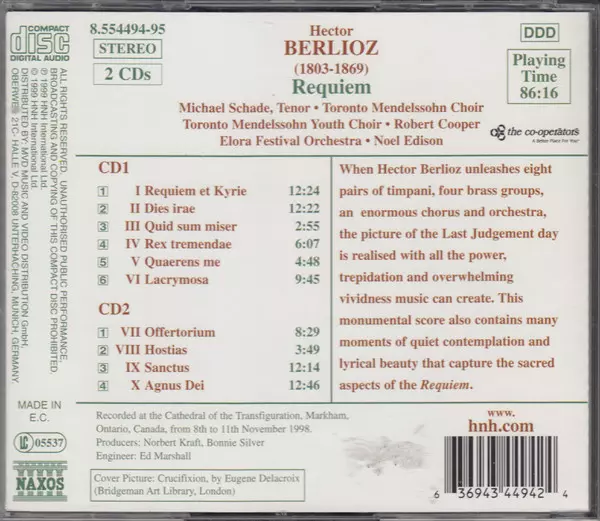 COMPACT
disc
DIGITAL AUDIO
8.554494-95
STEREO
2 CDs
Hector
BERLIOZ
(1803-1869)
Requiem
Michael Schade, Tenor • Toronto Mendelssohn Choir
Toronto Mendelssohn Youth Choir • Robert Cooper
Elora Festival Orchestra • Noel Edison
DDD
Playing
Time
86:16
the co-operators
A Better Place For You
CD1
1 I Requiem et Kyrie 12:24
2 II Dies irae 12:22
3 III Quid sum miser 2:55
4 IV Rex tremendae 6:07
5 V Quaerens me 4:48
6 VI Lacrymosa 9:45
CD2
1 VII Offertorium 8:29
2 VIII Hostias 3:49
3 IX Sanctus 12:14
4 X Agnus Dei 12:46
When Hector Berlioz unleashes eight
pairs of timpani, four brass groups,
an enormous chorus and orchestra,
the picture of the Last Judgement day
is realised with all the power,
trepidation and overwhelming
vividness music can create. This
monumental score also contains many
moments of quiet contemplation and
lyrical beauty that capture the sacred
aspects of the Requiem.
Recorded at the Cathedral of the Transfiguration, Markham,
Ontario, Canada, from 8th to 11th November 1998.
Producers: Norbert Kraft, Bonnie Silver
Engineer: Ed Marshall
Cover Picture: Crucifixion, by Eugene Delacroix
(Bridgeman Art Library, London)
www.
hnh.com
6 36943 44942 4
ALL RIGHTS RESERVED. UNAUTHORISED PUBLIC PERFORMANCE,
BROADCASTING AND COPYING OF THIS COMPACT DISC PROHIBITED.
℗ 1999 HNH International Ltd.
© 1999 HNH International Ltd.
DISTRIBUTED BY: MVD MUSIC AND VIDEO DISTRIBUTION GmbH,
OBERWEG 21C- HALLE V, D-82008 UNTERHACHING, MUNICH, GERMANY.
MADE IN
E.C.
LC 05537
NAXOS